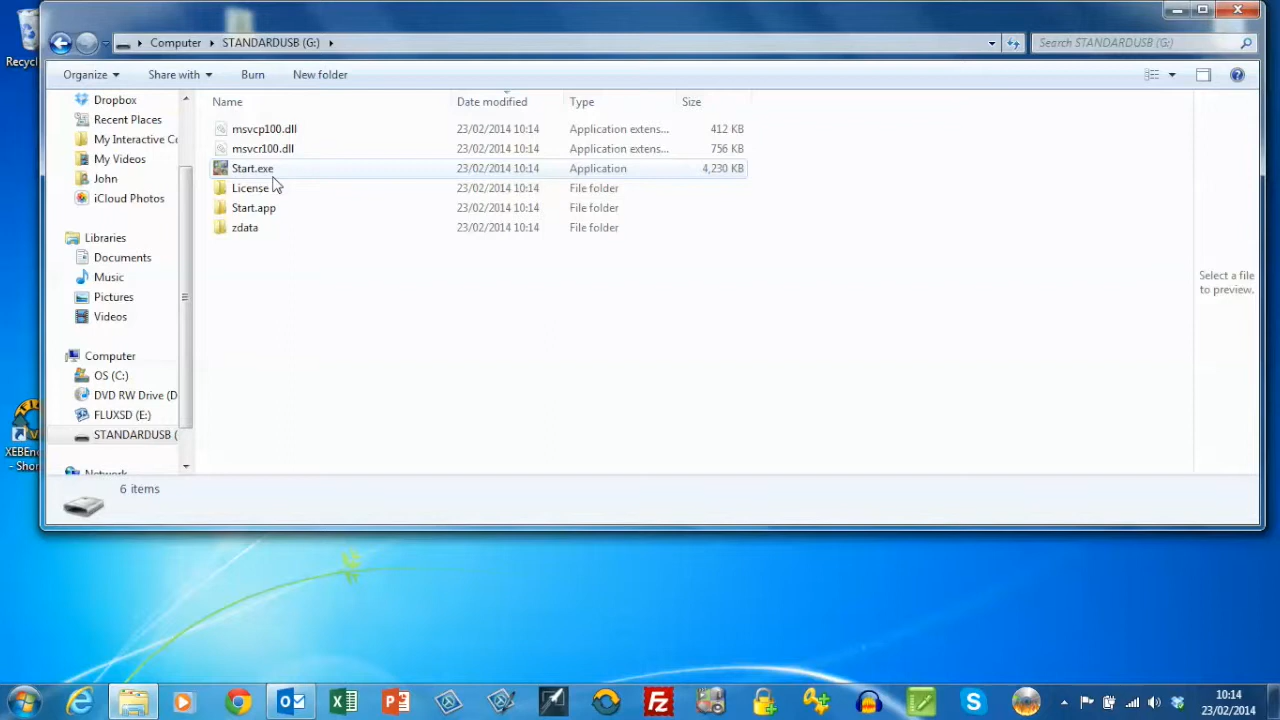 Recycl
Computer STANDARDUSB (G:)
Search STANDARDUSB (G:)
Organize Share with Burn New folder
Name Date modified Type Size
Dropbox
Recent Places
My Interactive Co
My Videos
John
iCloud Photos
Libraries
Documents
Music
Pictures
Videos
Computer
OS (C:)
DVD RW Drive (D
FLUXSD (E:)
STANDARDUSB (
Network
msvcp100.dll 23/02/2014 10:14 Application extens... 412 KB
msvcr100.dll 23/02/2014 10:14 Application extens... 756 KB
Start.exe 23/02/2014 10:14 Application 4,230 KB
License 23/02/2014 10:14 File folder
Start.app 23/02/2014 10:14 File folder
zdata 23/02/2014 10:14 File folder
Select a file
to preview.
6 items
XEBEnc
- Shor
10:14
23/02/2014